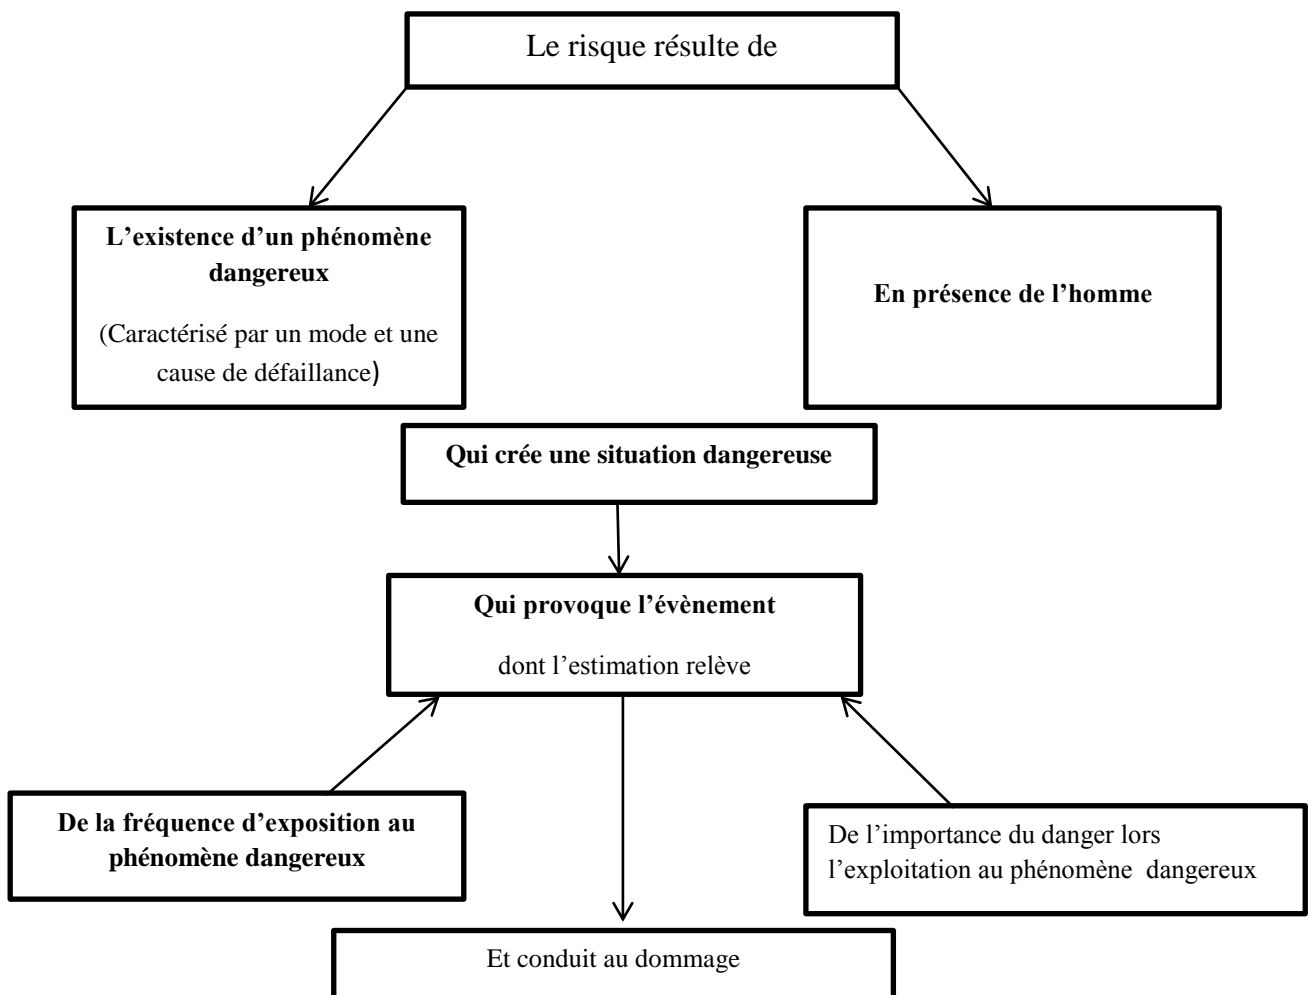 Le risque résulte de
L’existence d’un phénomène
dangereux
(Caractérisé par un mode et une
cause de défaillance)
En présence de l’homme
Qui crée une situation dangereuse
Qui provoque l’évènement
dont l’estimation relève
De la fréquence d’exposition au
phénomène dangereux
De l’importance du danger lors
l’exploitation au phénomène dangereux
Et conduit au dommage